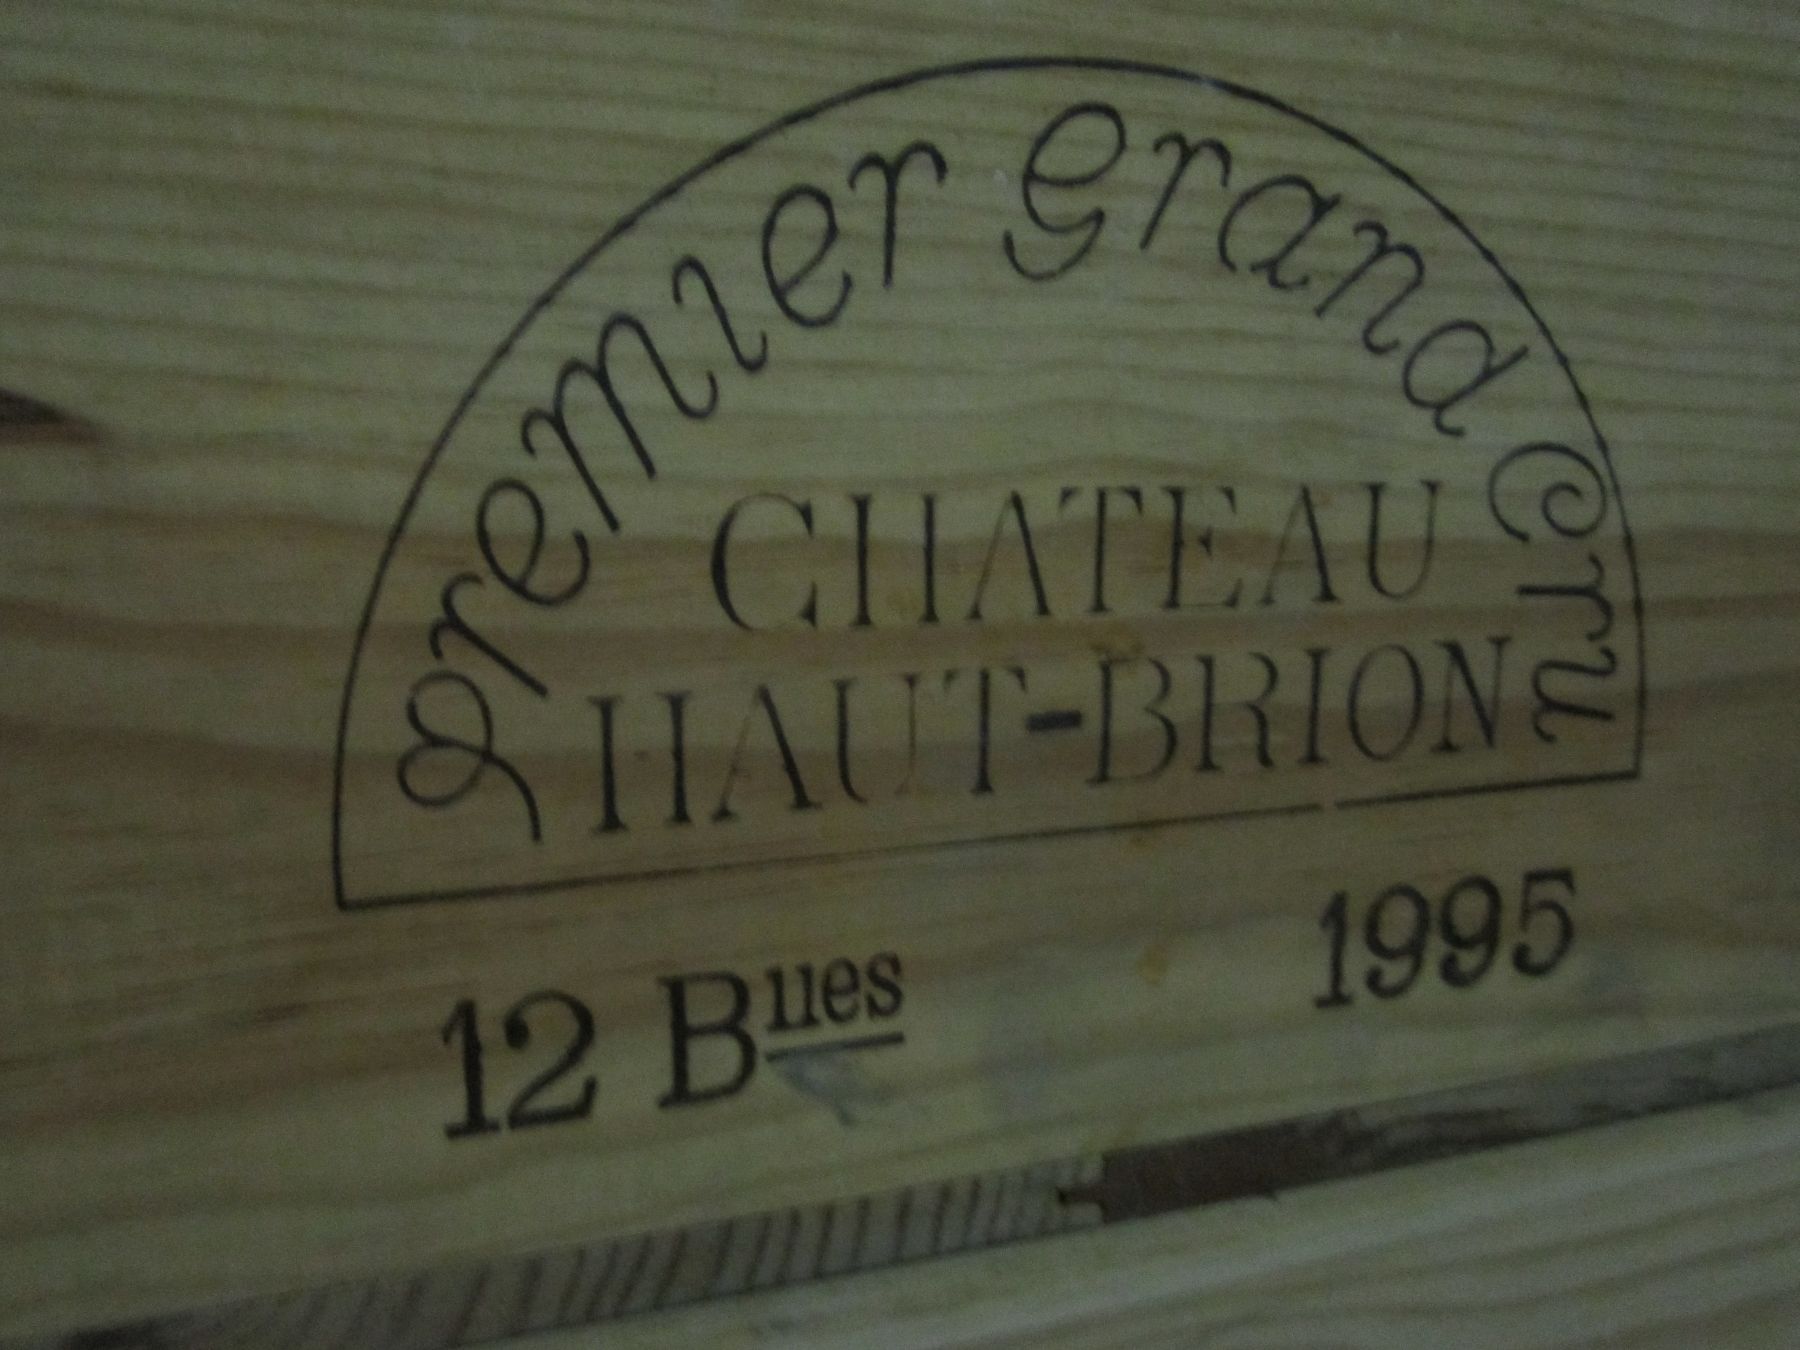 Premier Grand Cru
CHATEAU
HAUT-BRION
12 Blles 1995